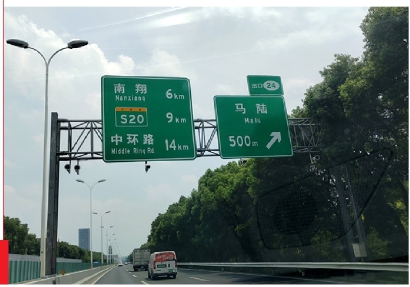 南翔
Nanxiang
6km
S20
9km
中环路
Middle Ring Rd
14km
出口 24
马陆
Malu
500m